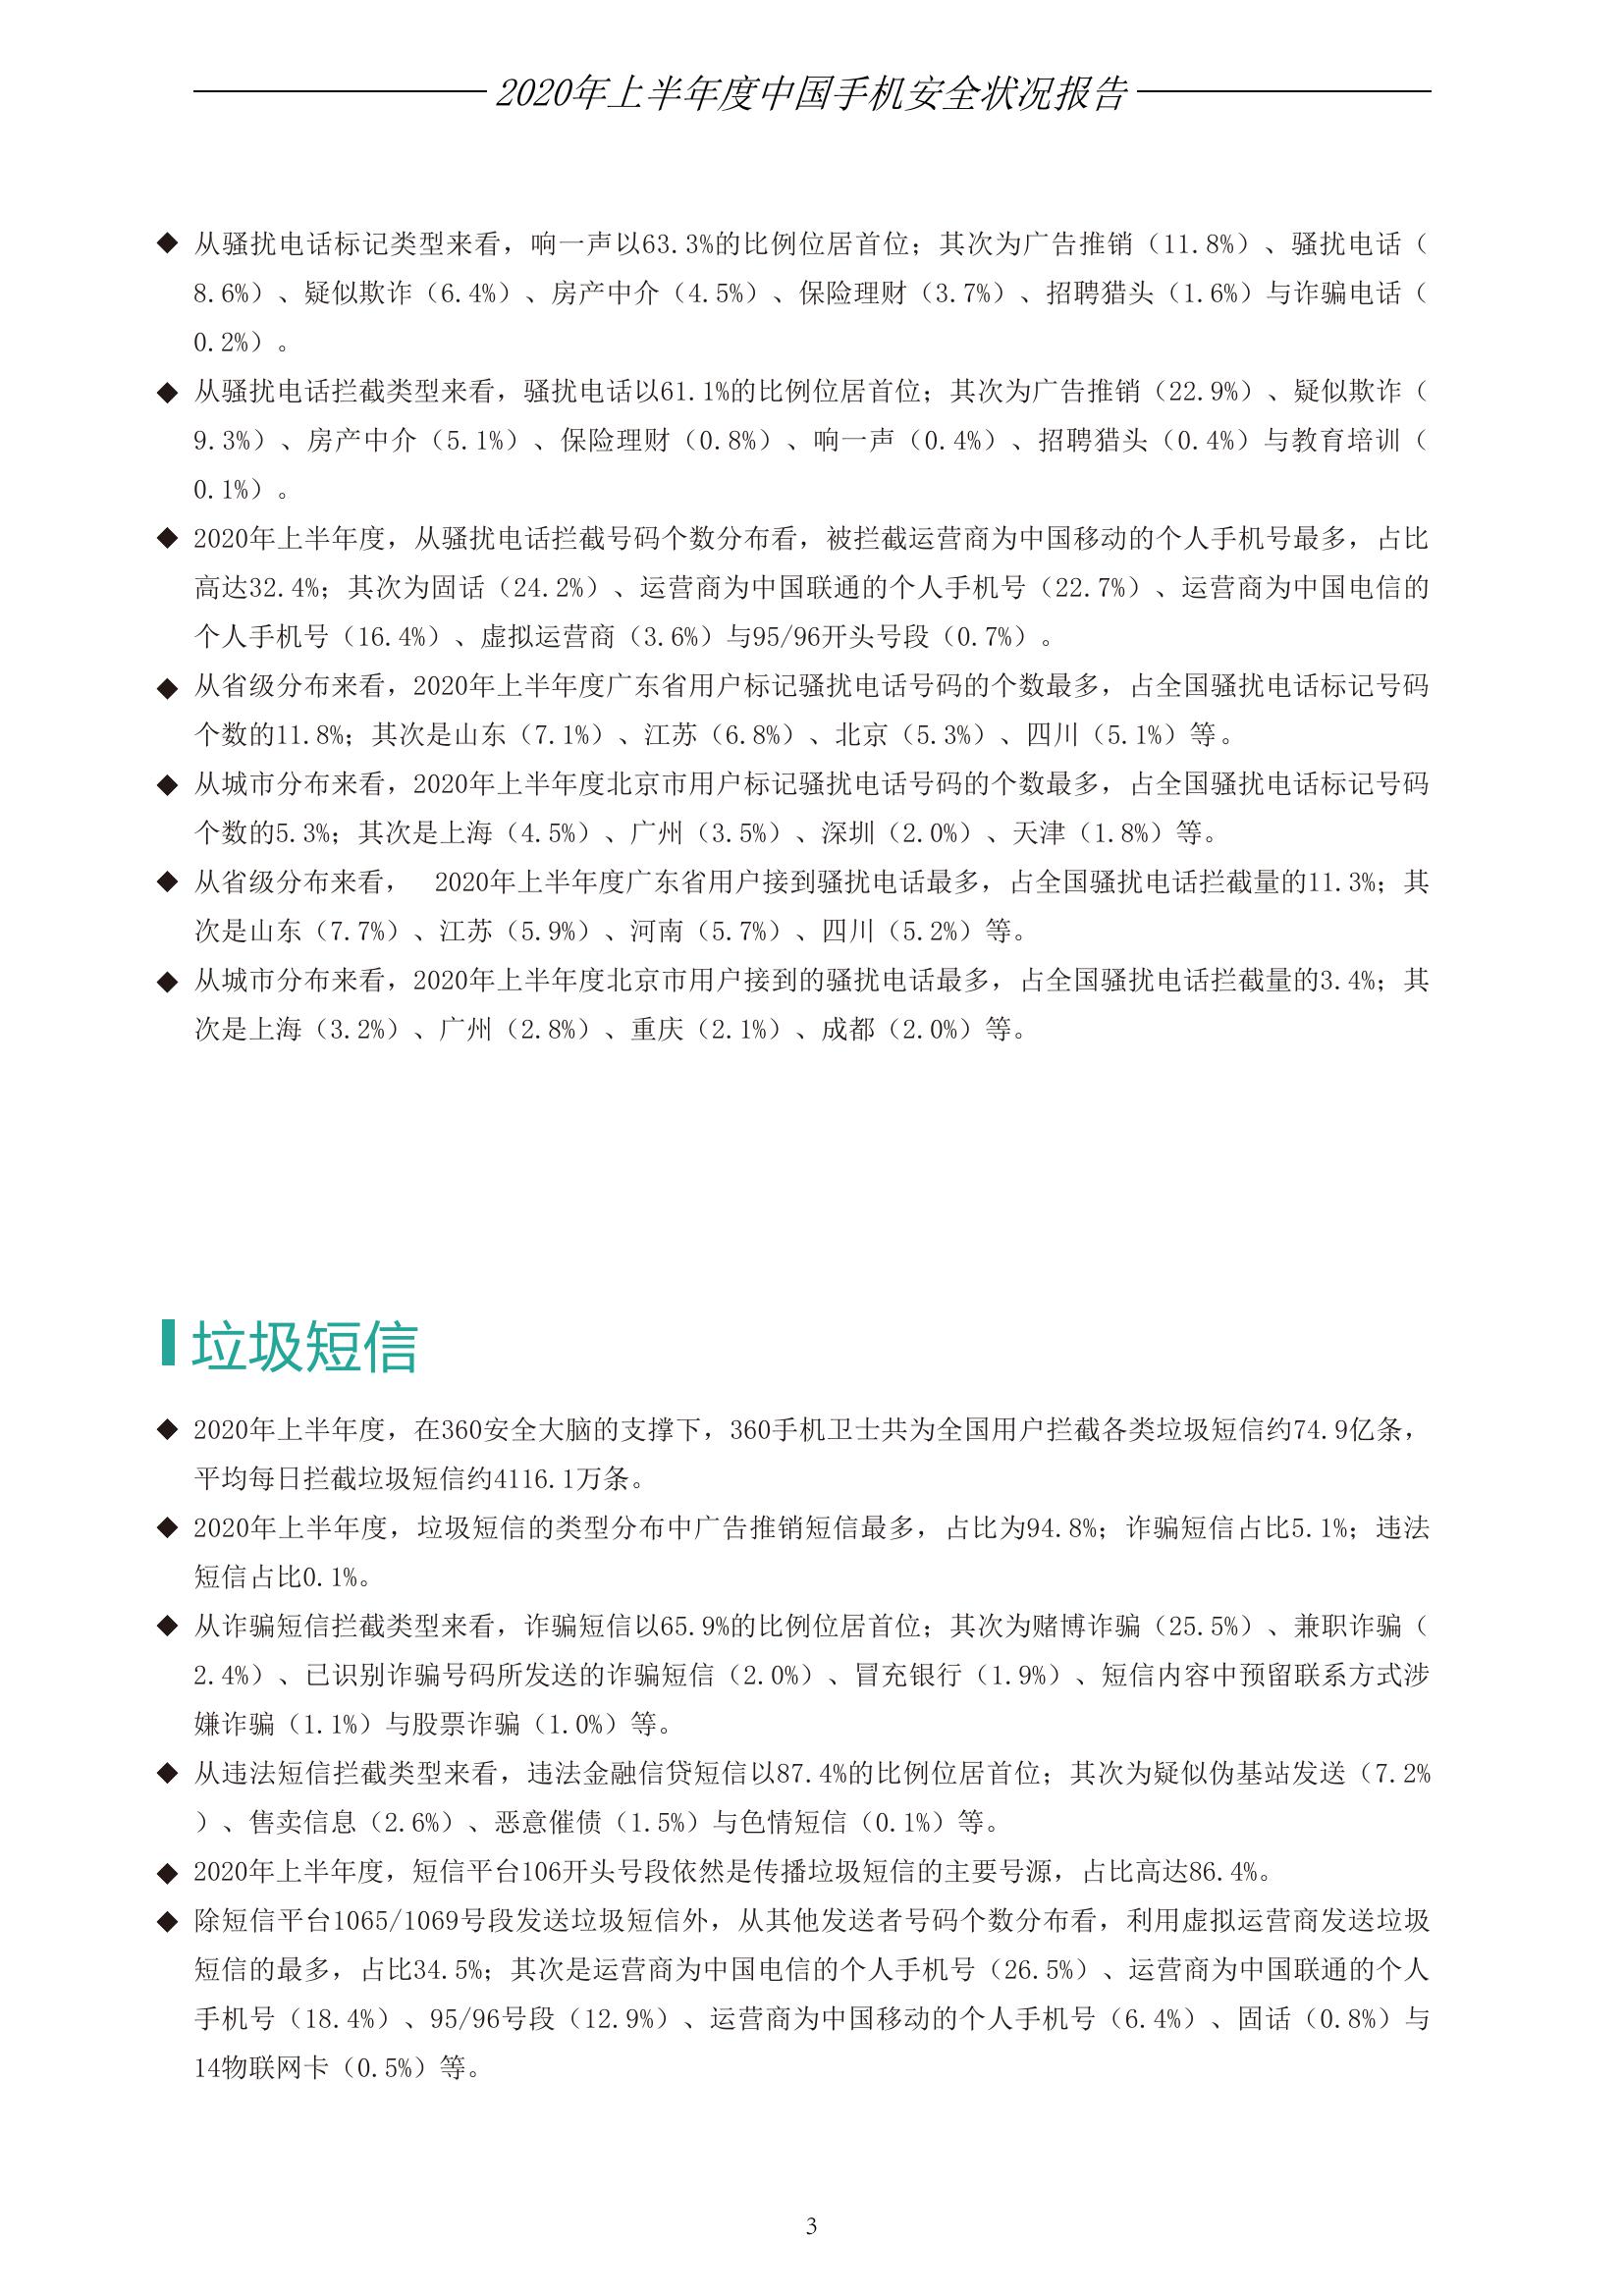 2020年上半年度中国手机安全状况报告
◆ 从骚扰电话标记类型来看，响一声以63.3%的比例位居首位；其次为广告推销（11.8%）、骚扰电话（
8.6%）、疑似欺诈（6.4%）、房产中介（4.5%）、保险理财（3.7%）、招聘猎头（1.6%）与诈骗电话（
0.2%）。
◆ 从骚扰电话拦截类型来看，骚扰电话以61.1%的比例位居首位；其次为广告推销（22.9%）、疑似欺诈（
9.3%）、房产中介（5.1%）、保险理财（0.8%）、响一声（0.4%）、招聘猎头（0.4%）与教育培训（
0.1%）。
◆ 2020年上半年度，从骚扰电话拦截号码个数分布看，被拦截运营商为中国移动的个人手机号最多，占比
高达32.4%；其次为固话（24.2%）、运营商为中国联通的个人手机号（22.7%）、运营商为中国电信的
个人手机号（16.4%）、虚拟运营商（3.6%）与95/96开头号段（0.7%）。
◆ 从省级分布来看，2020年上半年度广东省用户标记骚扰电话号码的个数最多，占全国骚扰电话标记号码
个数的11.8%；其次是山东（7.1%）、江苏（6.8%）、北京（5.3%）、四川（5.1%）等。
◆ 从城市分布来看，2020年上半年度北京市用户标记骚扰电话号码的个数最多，占全国骚扰电话标记号码
个数的5.3%；其次是上海（4.5%）、广州（3.5%）、深圳（2.0%）、天津（1.8%）等。
◆ 从省级分布来看， 2020年上半年度广东省用户接到骚扰电话最多，占全国骚扰电话拦截量的11.3%；其
次是山东（7.7%）、江苏（5.9%）、河南（5.7%）、四川（5.2%）等。
◆ 从城市分布来看，2020年上半年度北京市用户接到的骚扰电话最多，占全国骚扰电话拦截量的3.4%；其
次是上海（3.2%）、广州（2.8%）、重庆（2.1%）、成都（2.0%）等。
垃圾短信
◆ 2020年上半年度，在360安全大脑的支撑下，360手机卫士共为全国用户拦截各类垃圾短信约74.9亿条，
平均每日拦截垃圾短信约4116.1万条。
◆ 2020年上半年度，垃圾短信的类型分布中广告推销短信最多，占比为94.8%；诈骗短信占比5.1%；违法
短信占比0.1%。
◆ 从诈骗短信拦截类型来看，诈骗短信以65.9%的比例位居首位；其次为赌博诈骗（25.5%）、兼职诈骗（
2.4%）、已识别诈骗号码所发送的诈骗短信（2.0%）、冒充银行（1.9%）、短信内容中预留联系方式涉
嫌诈骗（1.1%）与股票诈骗（1.0%）等。
◆ 从违法短信拦截类型来看，违法金融信贷短信以87.4%的比例位居首位；其次为疑似伪基站发送（7.2%
）、售卖信息（2.6%）、恶意催债（1.5%）与色情短信（0.1%）等。
◆ 2020年上半年度，短信平台106开头号段依然是传播垃圾短信的主要号源，占比高达86.4%。
◆ 除短信平台1065/1069号段发送垃圾短信外，从其他发送者号码个数分布看，利用虚拟运营商发送垃圾
短信的最多，占比34.5%；其次是运营商为中国电信的个人手机号（26.5%）、运营商为中国联通的个人
手机号（18.4%）、95/96号段（12.9%）、运营商为中国移动的个人手机号（6.4%）、固话（0.8%）与
14物联网卡（0.5%）等。
3